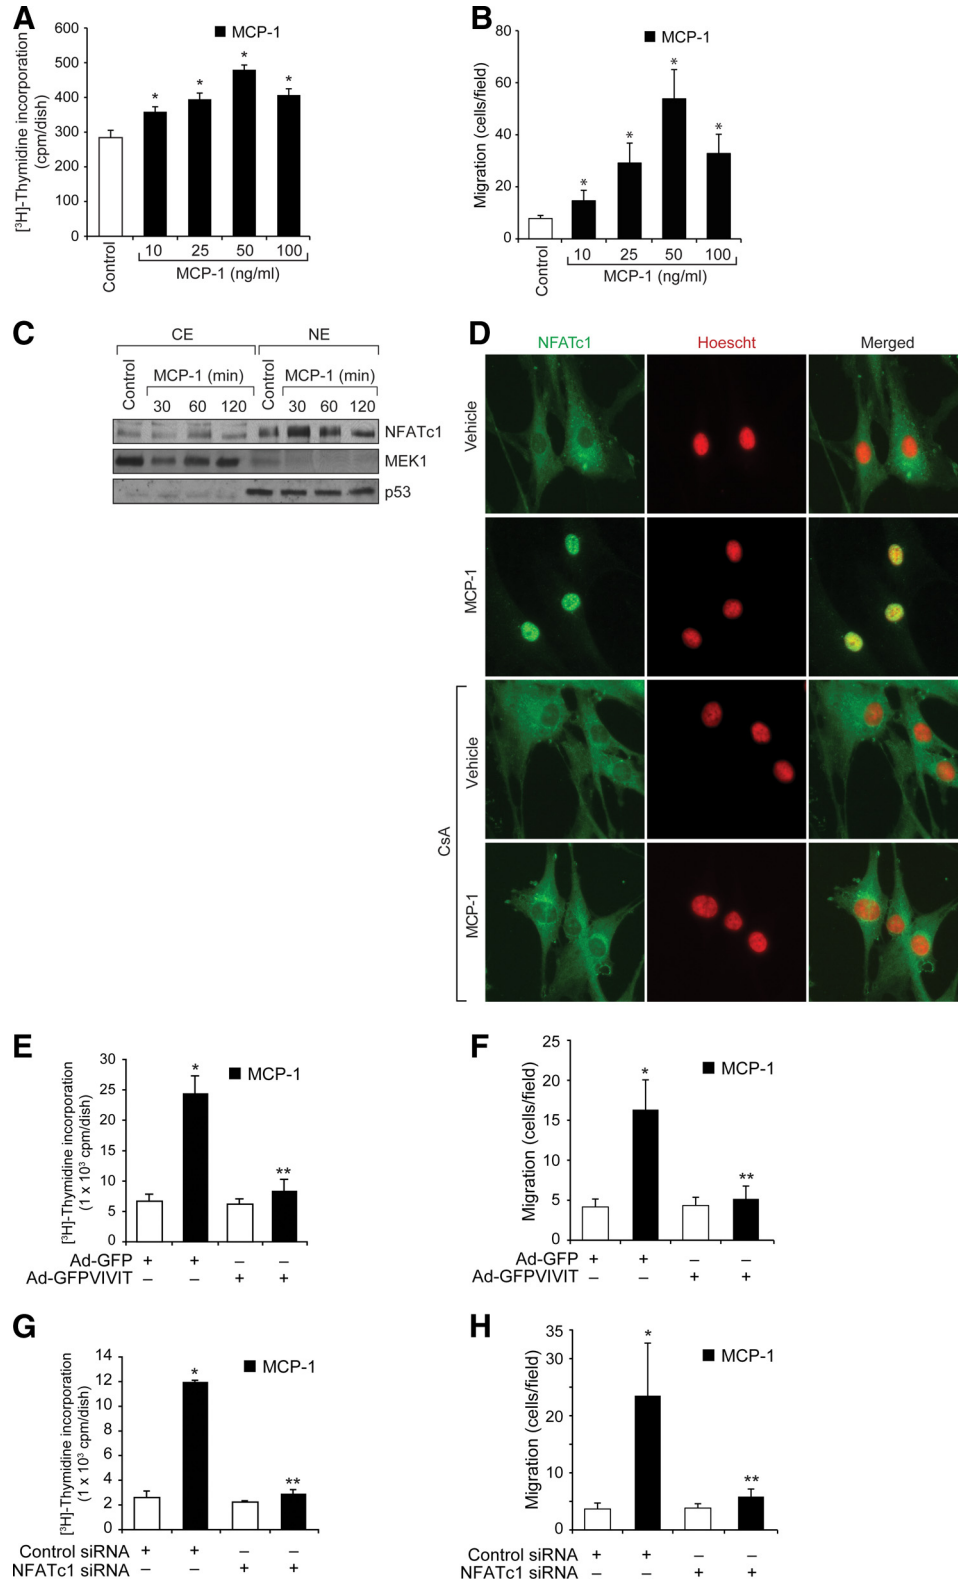 A
[³H]-Thymidine incorporation
(cpm/dish)
600
500
400
300
200
100
0
MCP-1
*
*
*
*
Control
10 25 50 100
MCP-1 (ng/ml)
B
Migration (cells/field)
80
60
40
20
0
MCP-1
*
*
*
*
Control
10 25 50 100
MCP-1 (ng/ml)
C
CE NE
Control MCP-1 (min) Control MCP-1 (min)
30 60 120 30 60 120
NFATc1
MEK1
p53
D
NFATc1 Hoescht Merged
Vehicle
MCP-1
CsA
Vehicle
MCP-1
E
[³H]-Thymidine incorporation
(1 x 10³ cpm/dish)
30
25
20
15
10
5
0
MCP-1
*
**
Ad-GFP + + – –
Ad-GFPVIVIT – – + +
F
Migration (cells/field)
25
20
15
10
5
0
MCP-1
*
**
Ad-GFP + + – –
Ad-GFPVIVIT – – + +
G
[³H]-Thymidine incorporation
(1 x 10³ cpm/dish)
14
12
10
8
6
4
2
0
MCP-1
*
**
Control siRNA + + – –
NFATc1 siRNA – – + +
H
Migration (cells/field)
35
30
20
10
0
MCP-1
*
**
Control siRNA + + – –
NFATc1 siRNA – – + +